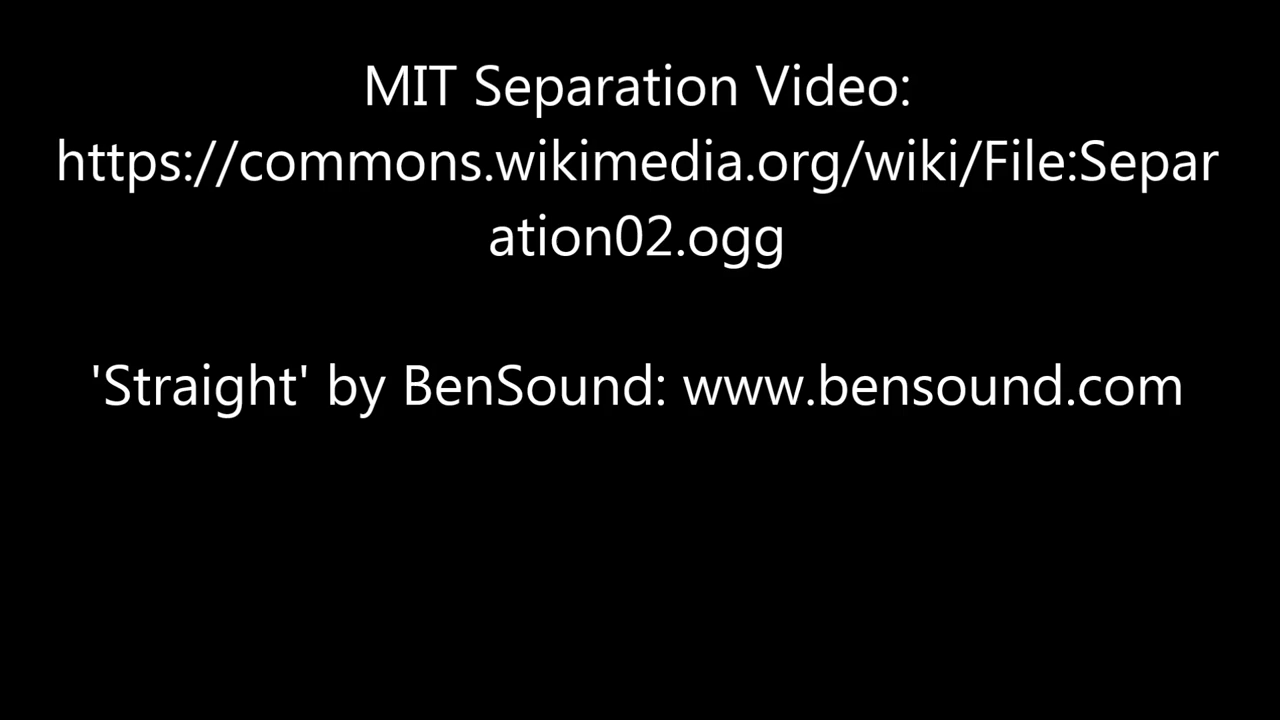 MIT Separation Video:
https://commons.wikimedia.org/wiki/File:Separ
ation02.ogg
'Straight' by BenSound: www.bensound.com